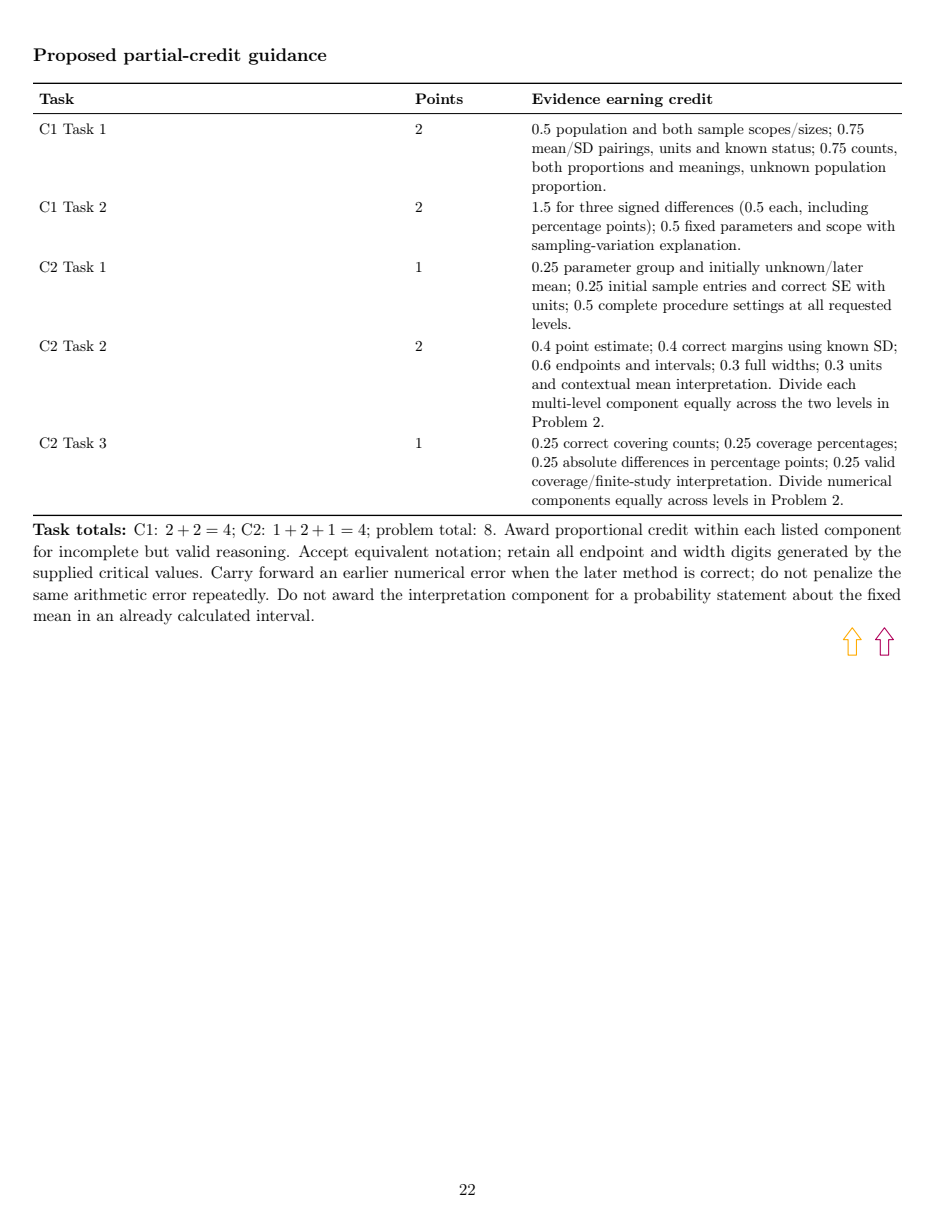 Proposed partial-credit guidance
Task Points Evidence earning credit
C1 Task 1 2 0.5 population and both sample scopes/sizes; 0.75
mean/SD pairings, units and known status; 0.75 counts,
both proportions and meanings, unknown population
proportion.
C1 Task 2 2 1.5 for three signed differences (0.5 each, including
percentage points); 0.5 fixed parameters and scope with
sampling-variation explanation.
C2 Task 1 1 0.25 parameter group and initially unknown/later
mean; 0.25 initial sample entries and correct SE with
units; 0.5 complete procedure settings at all requested
levels.
C2 Task 2 2 0.4 point estimate; 0.4 correct margins using known SD;
0.6 endpoints and intervals; 0.3 full widths; 0.3 units
and contextual mean interpretation. Divide each
multi-level component equally across the two levels in
Problem 2.
C2 Task 3 1 0.25 correct covering counts; 0.25 coverage percentages;
0.25 absolute differences in percentage points; 0.25 valid
coverage/finite-study interpretation. Divide numerical
components equally across levels in Problem 2.
Task totals: C1: 2 + 2 = 4; C2: 1 + 2 + 1 = 4; problem total: 8. Award proportional credit within each listed component
for incomplete but valid reasoning. Accept equivalent notation; retain all endpoint and width digits generated by the
supplied critical values. Carry forward an earlier numerical error when the later method is correct; do not penalize the
same arithmetic error repeatedly. Do not award the interpretation component for a probability statement about the fixed
mean in an already calculated interval.
22